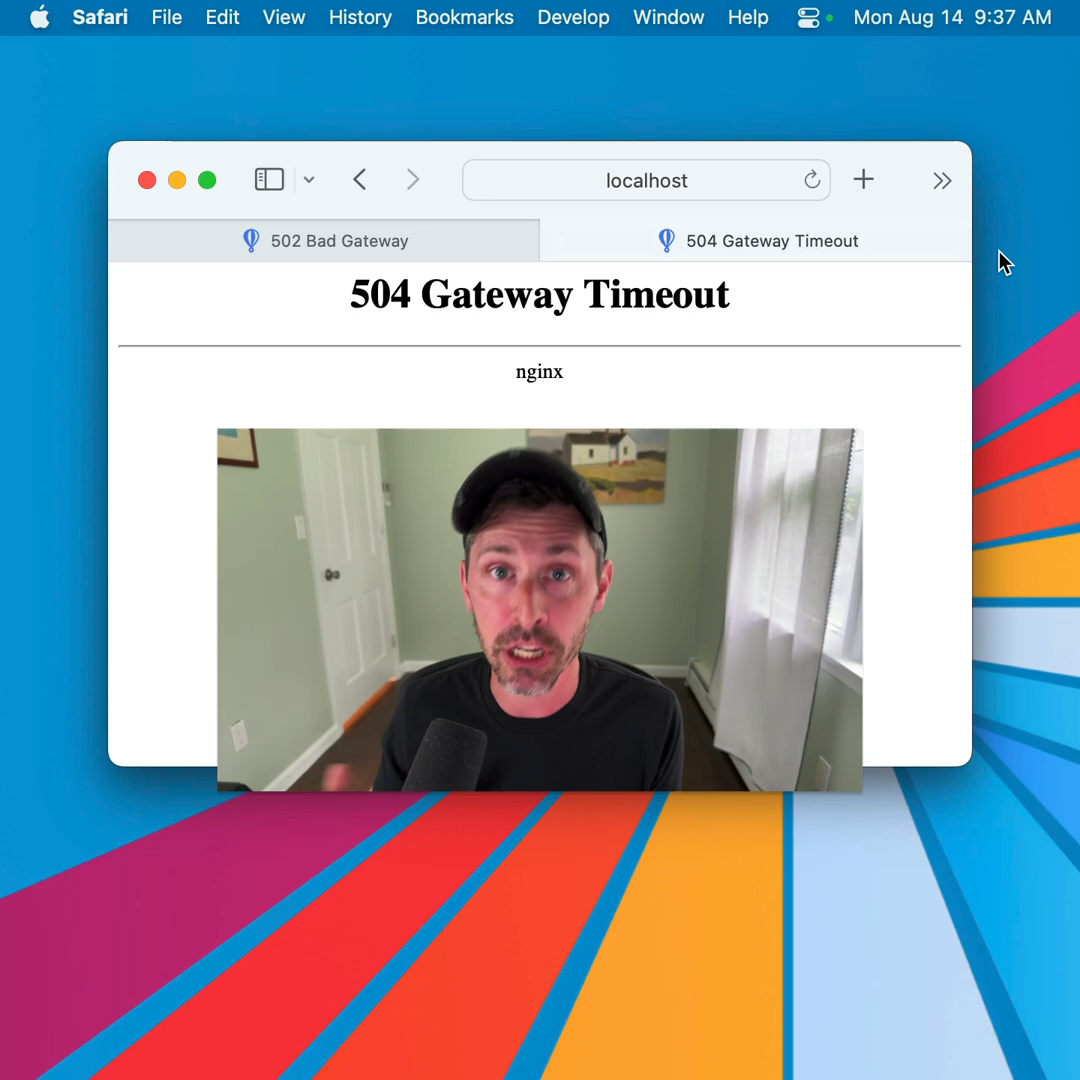 Safari File Edit View History Bookmarks Develop Window Help Mon Aug 14 9:37 AM
localhost
502 Bad Gateway
504 Gateway Timeout
504 Gateway Timeout
nginx